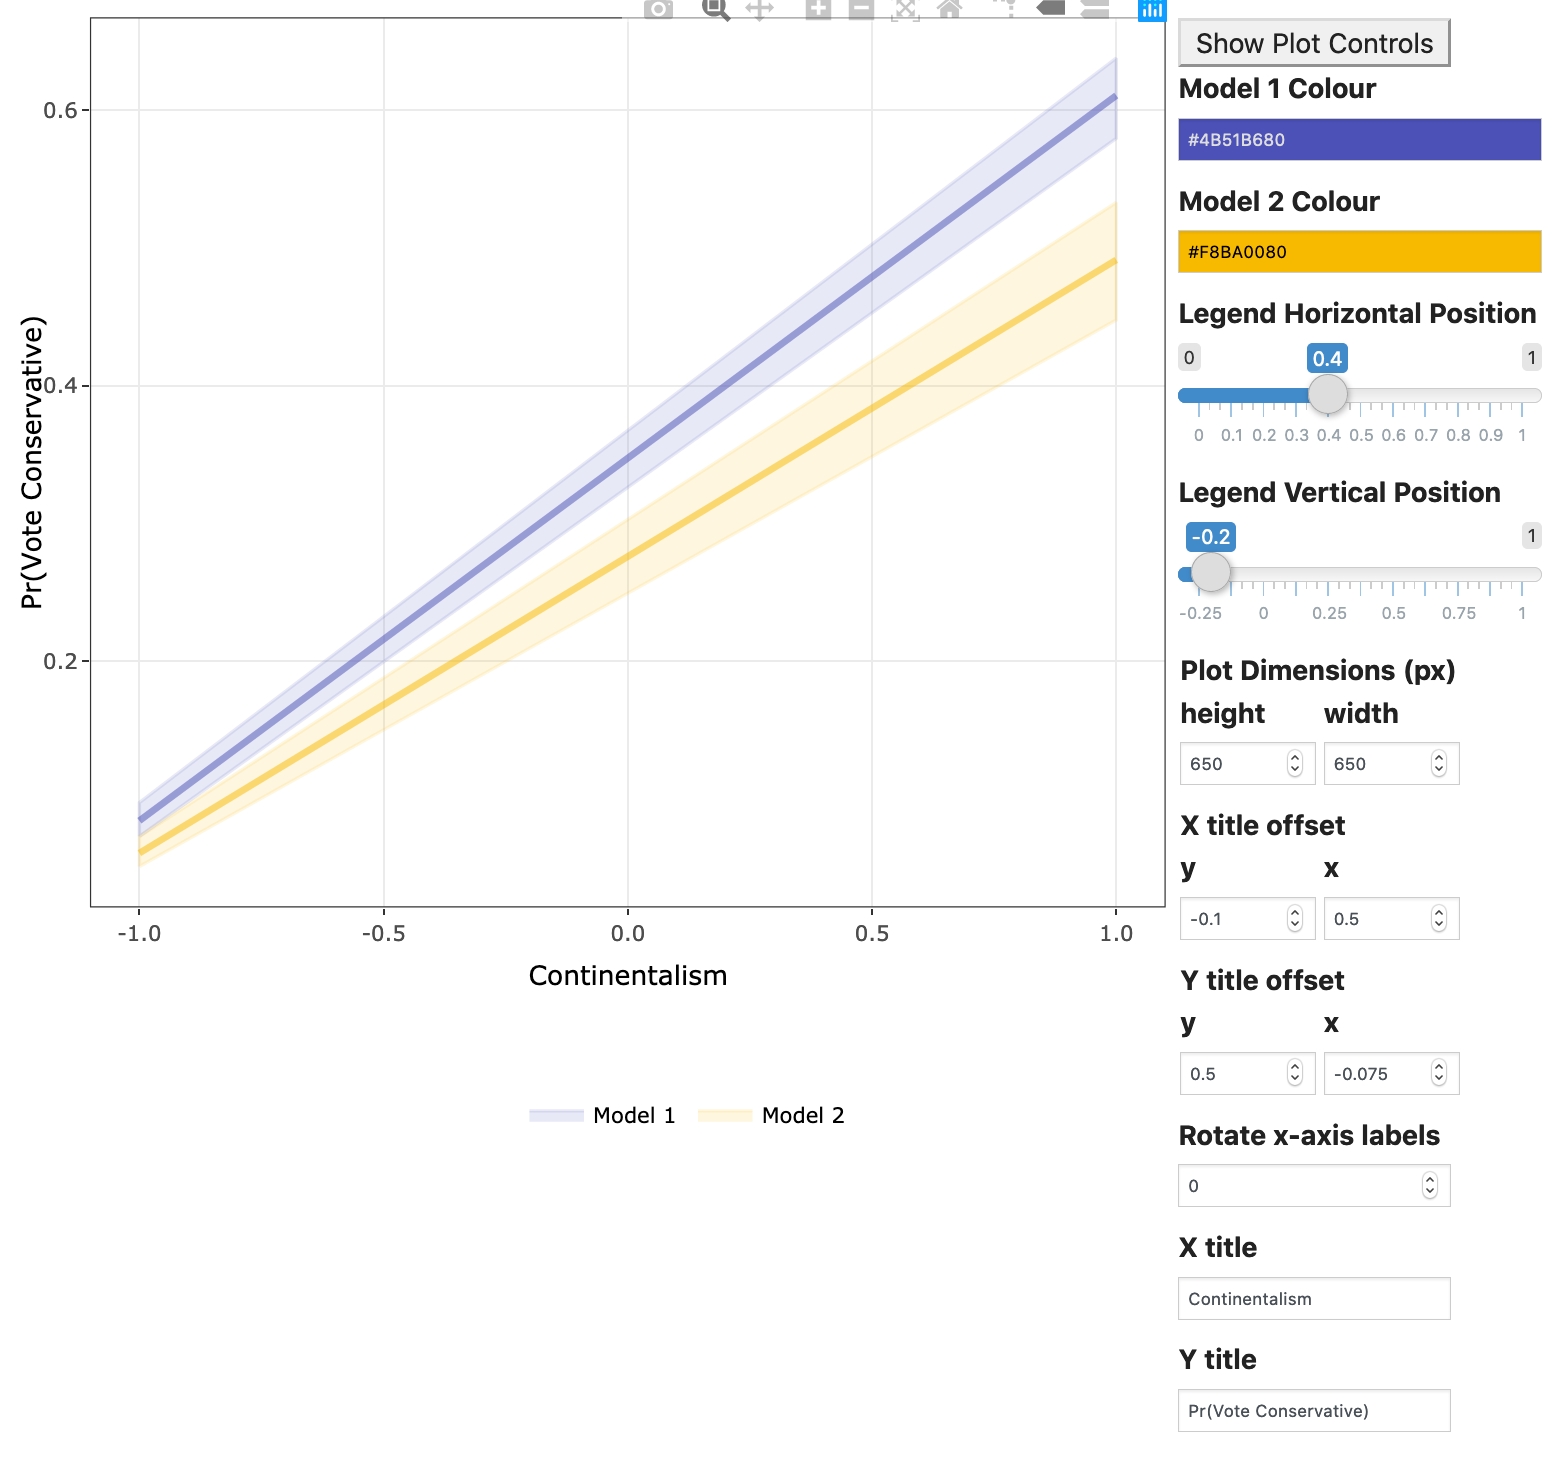 Show Plot Controls
Model 1 Colour
#4B51B680
Model 2 Colour
#F8BA0080
Legend Horizontal Position
0 0.4 1
0 0.1 0.2 0.3 0.4 0.5 0.6 0.7 0.8 0.9 1
Legend Vertical Position
-0.2 1
-0.25 0 0.25 0.5 0.75 1
Plot Dimensions (px)
height width
650 650
X title offset
y x
-0.1 0.5
Y title offset
y x
0.5 -0.075
Rotate x-axis labels
0
X title
Continentalism
Y title
Pr(Vote Conservative)
Pr(Vote Conservative)
0.6
0.4
0.2
-1.0 -0.5 0.0 0.5 1.0
Continentalism
Model 1 Model 2